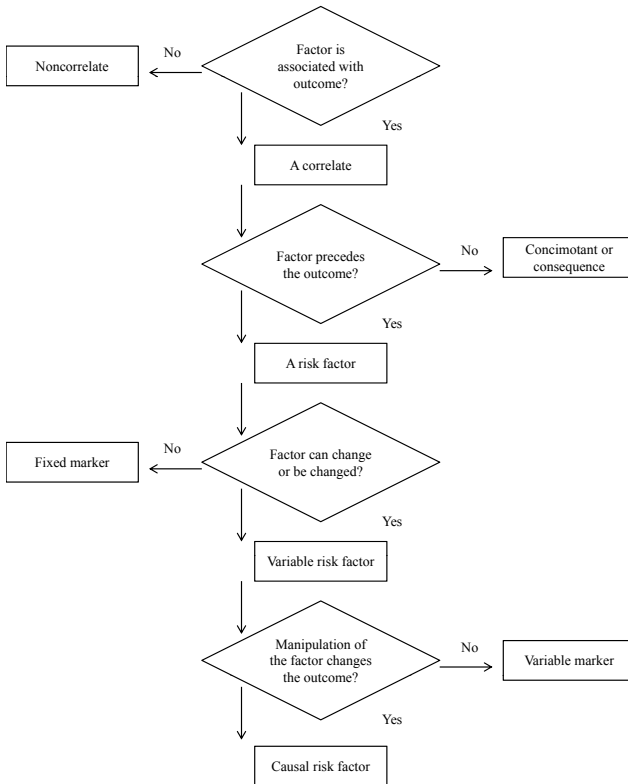 Factor is
associated with
outcome?
No
Noncorrelate
Yes
A correlate
Factor precedes
the outcome?
No
Concimotant or
consequence
Yes
A risk factor
Factor can change
or be changed?
No
Fixed marker
Yes
Variable risk factor
Manipulation of
the factor changes
the outcome?
No
Variable marker
Yes
Causal risk factor